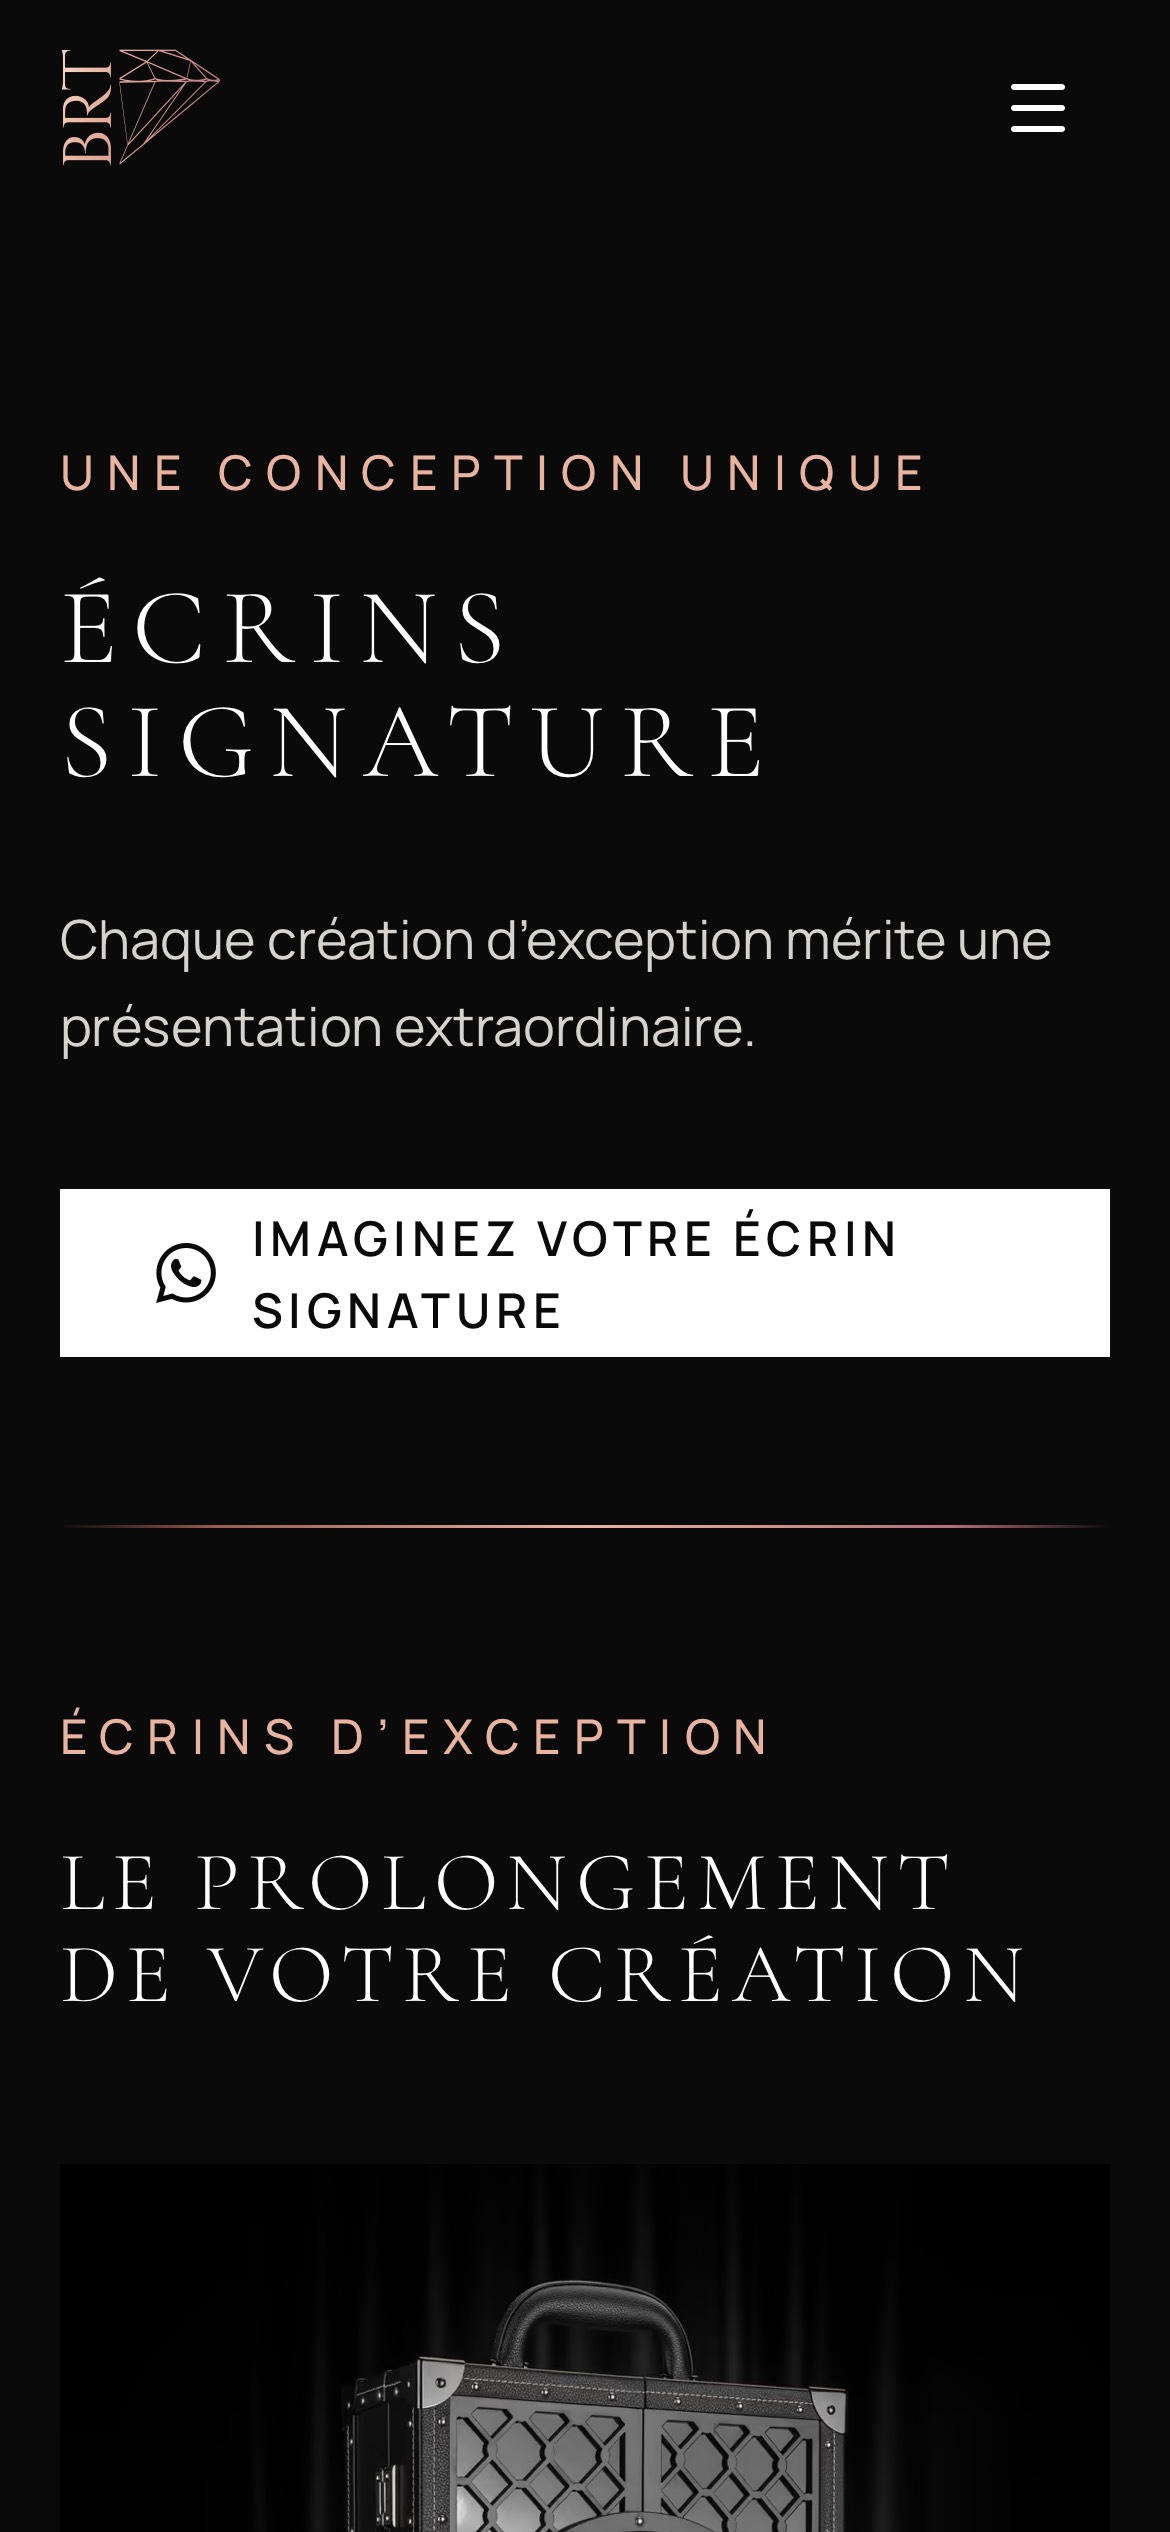 BRT
UNE CONCEPTION UNIQUE
ÉCRINS
SIGNATURE
Chaque création d’exception mérite une
présentation extraordinaire.
IMAGINEZ VOTRE ÉCRIN
SIGNATURE
ÉCRINS D’EXCEPTION
LE PROLONGEMENT
DE VOTRE CRÉATION